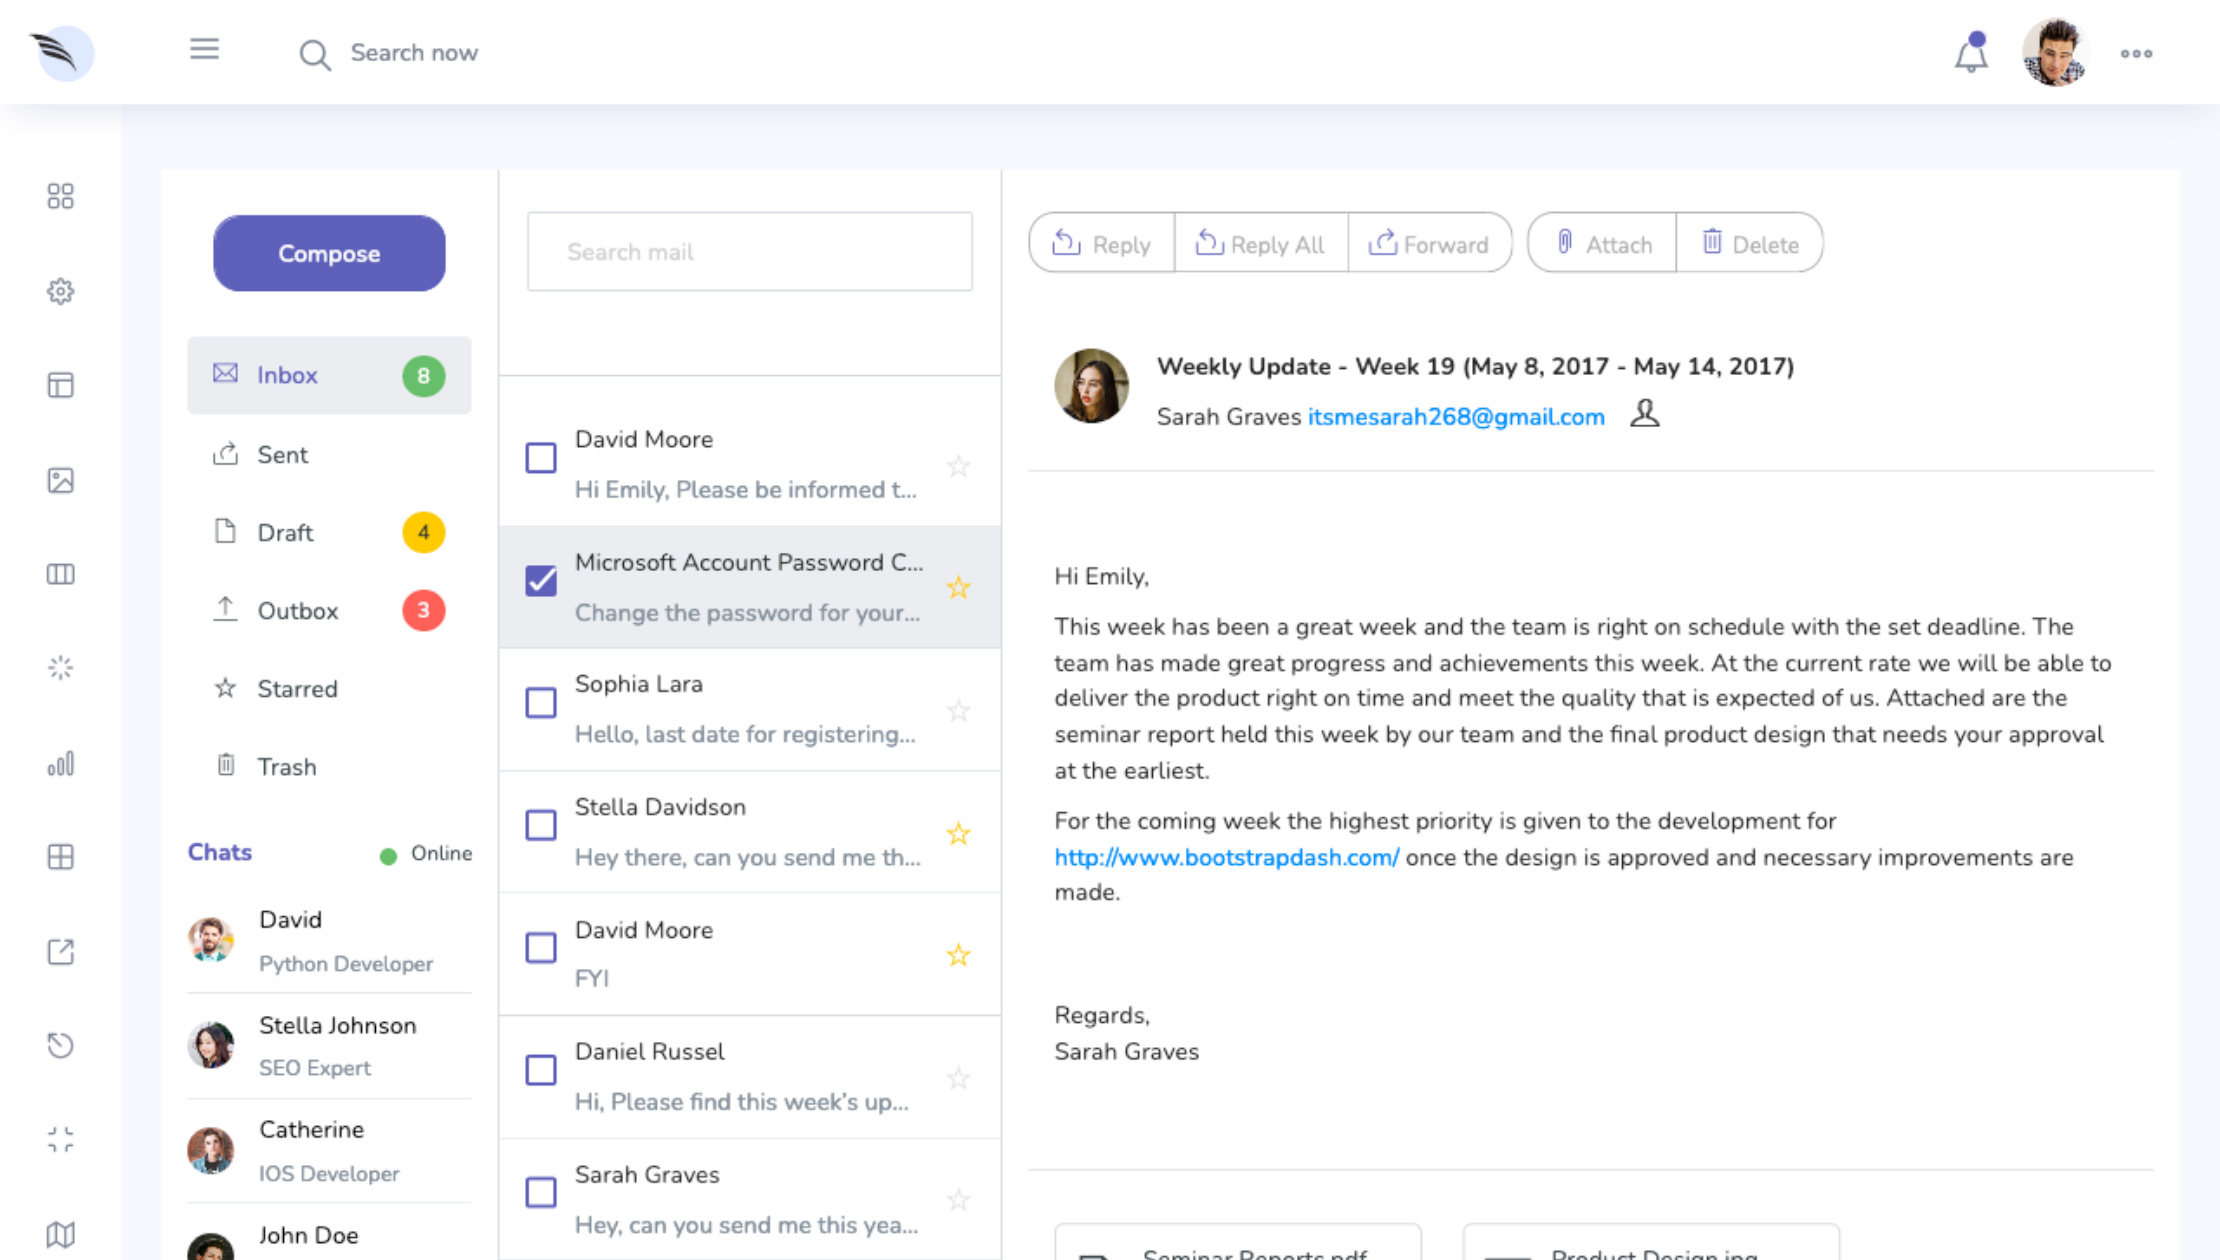 Search now
Compose
Inbox 8
Sent
Draft 4
Outbox 3
Starred
Trash
Chats Online
David
Python Developer
Stella Johnson
SEO Expert
Catherine
IOS Developer
John Doe
Search mail
David Moore
Hi Emily, Please be informed t...
Microsoft Account Password C...
Change the password for your...
Sophia Lara
Hello, last date for registering...
Stella Davidson
Hey there, can you send me th...
David Moore
FYI
Daniel Russel
Hi, Please find this week's up...
Sarah Graves
Hey, can you send me this yea...
Reply Reply All Forward Attach Delete
Weekly Update - Week 19 (May 8, 2017 - May 14, 2017)
Sarah Graves itsmesarah268@gmail.com
Hi Emily,
This week has been a great week and the team is right on schedule with the set deadline. The
team has made great progress and achievements this week. At the current rate we will be able to
deliver the product right on time and meet the quality that is expected of us. Attached are the
seminar report held this week by our team and the final product design that needs your approval
at the earliest.
For the coming week the highest priority is given to the development for
http://www.bootstrapdash.com/ once the design is approved and necessary improvements are
made.
Regards,
Sarah Graves
Seminar Reports.pdf
Product Design.jpg